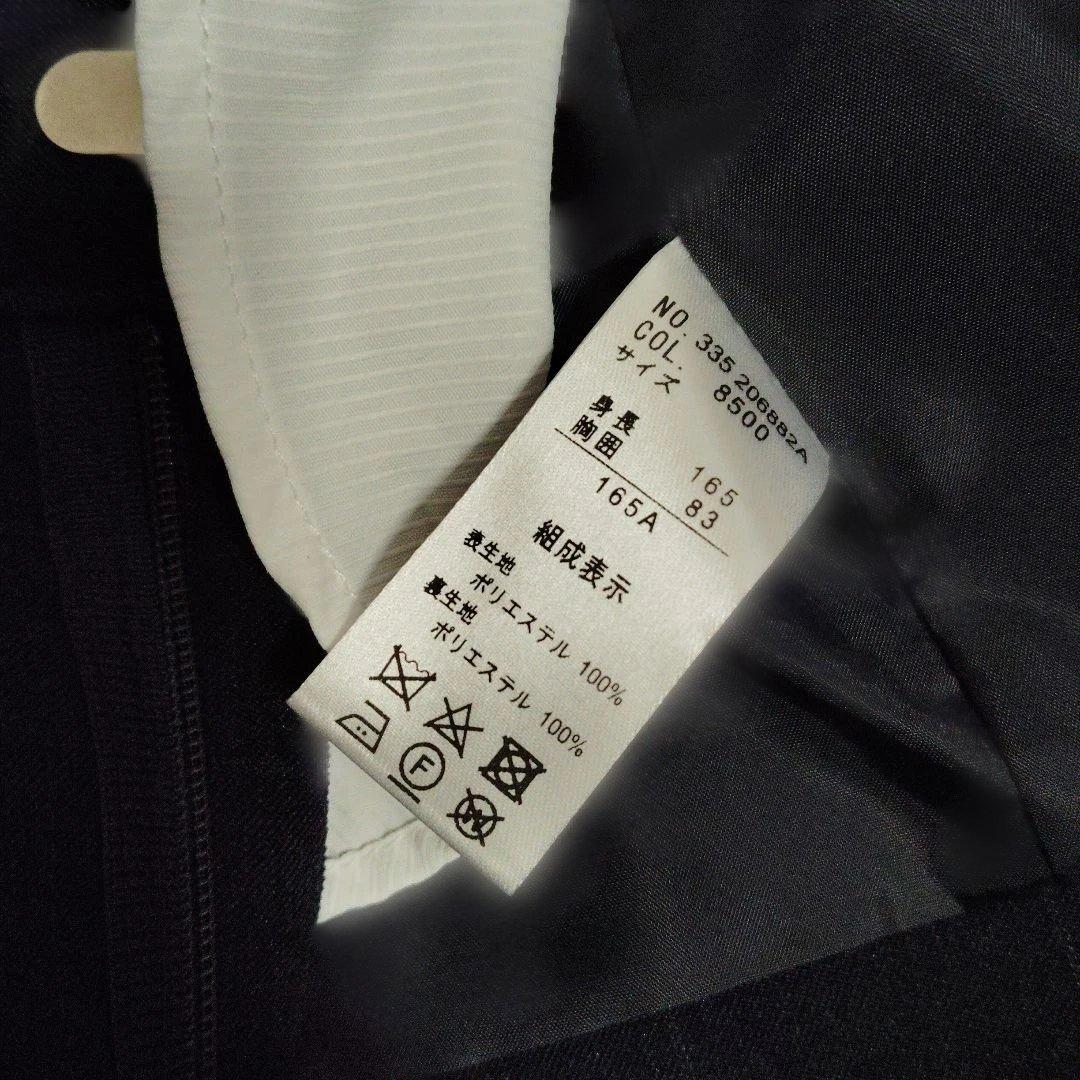 NO. 335 206882A
COL. 8500
サイズ
身長 165
胸囲 83
165A
組成表示
表生地
ポリエステル 100%
裏生地
ポリエステル 100%
F
W